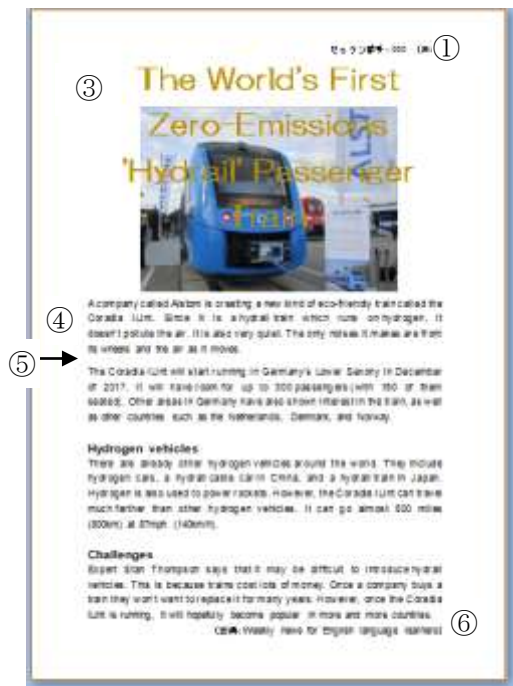 ①
③
The World's First
Zero-Emissions
'Hydrail' Passenger
Train
④
A company called Alstom is creating a new kind of eco-friendly train called the
Coradia iLint. Since it is a hydrail train which runs on hydrogen, it
doesn't pollute the air. It is also very quiet. The only noises it makes are from
its wheels and the air as it moves.
⑤
The Coradia iLint will start running in Germany's Lower Saxony in December
of 2017. It will have room for up to 300 passengers (with 150 of them
seated). Other areas in Germany have also shown interest in the train, as well
as other countries such as the Netherlands, Denmark, and Norway.
Hydrogen vehicles
There are already other hydrogen vehicles around the world. They include
hydrogen cars, a hydrail cable car in China, and a hydrail train in Japan.
Hydrogen is also used to power rockets. However, the Coradia iLint can travel
much farther than other hydrogen vehicles. It can go almost 500 miles
(800km) at 87mph (140km/h).
Challenges
Expert Stan Thompson says that it may be difficult to introduce hydrail
vehicles. This is because trains cost lots of money. Once a company buys a
train they won't want to replace it for many years. However, once the Coradia
iLint is running, it will hopefully become popular in more and more countries.
Weekly news for English language learners)
⑥